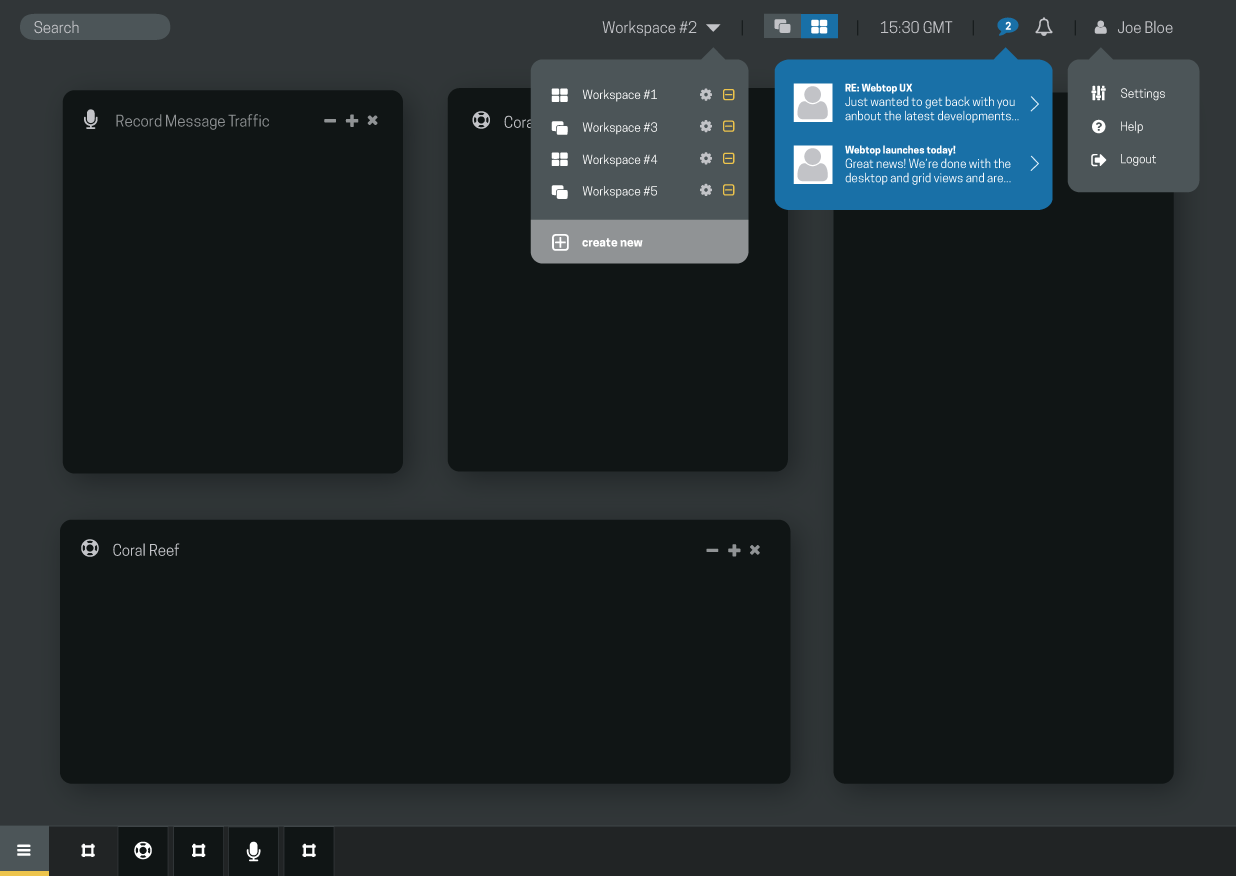 Search
Workspace #2
15:30 GMT
2
Joe Bloe
Workspace #1
Workspace #3
Workspace #4
Workspace #5
create new
RE: Webtop UX
Just wanted to get back with you
anbout the latest developments...
Webtop launches today!
Great news! We're done with the
desktop and grid views and are...
Settings
Help
Logout
Record Message Traffic
Cora
Coral Reef